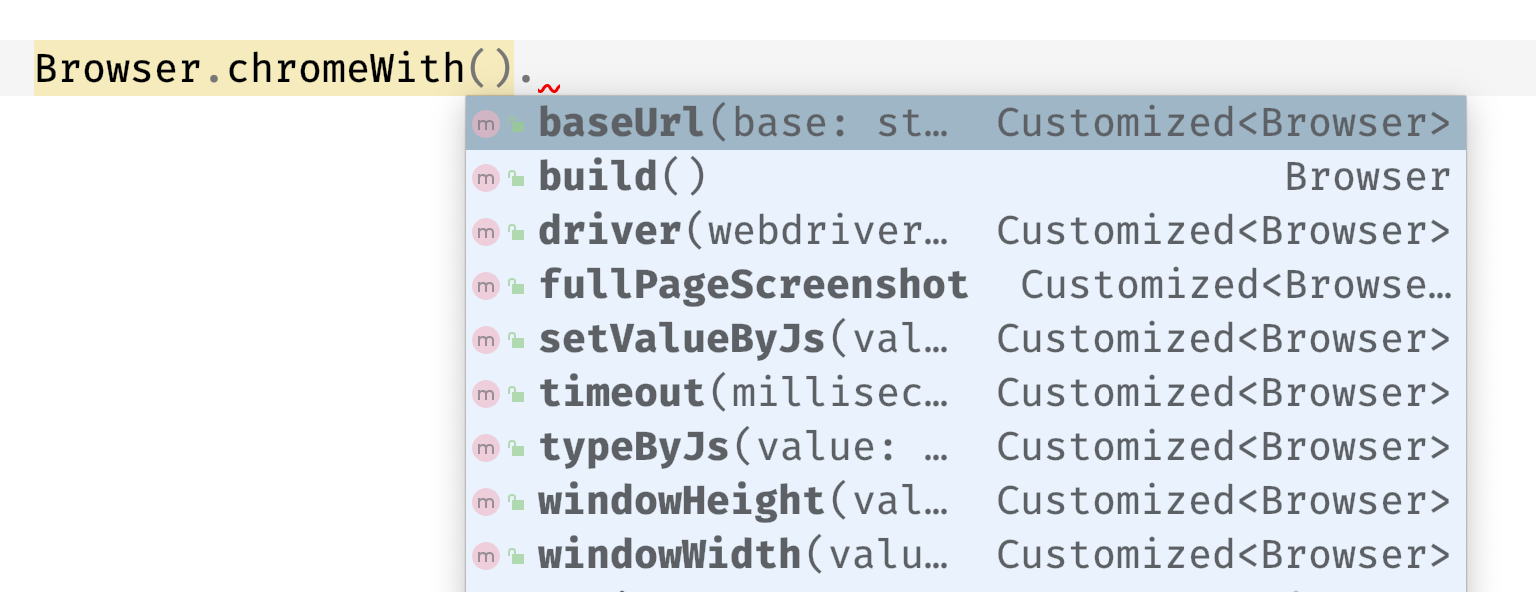 Browser.chromeWith().
m baseUrl(base: st… Customized<Browser>
m build() Browser
m driver(webdriver… Customized<Browser>
m fullPageScreenshot Customized<Browse…
m setValueByJs(val… Customized<Browser>
m timeout(millisec… Customized<Browser>
m typeByJs(value: … Customized<Browser>
m windowHeight(val… Customized<Browser>
m windowWidth(valu… Customized<Browser>